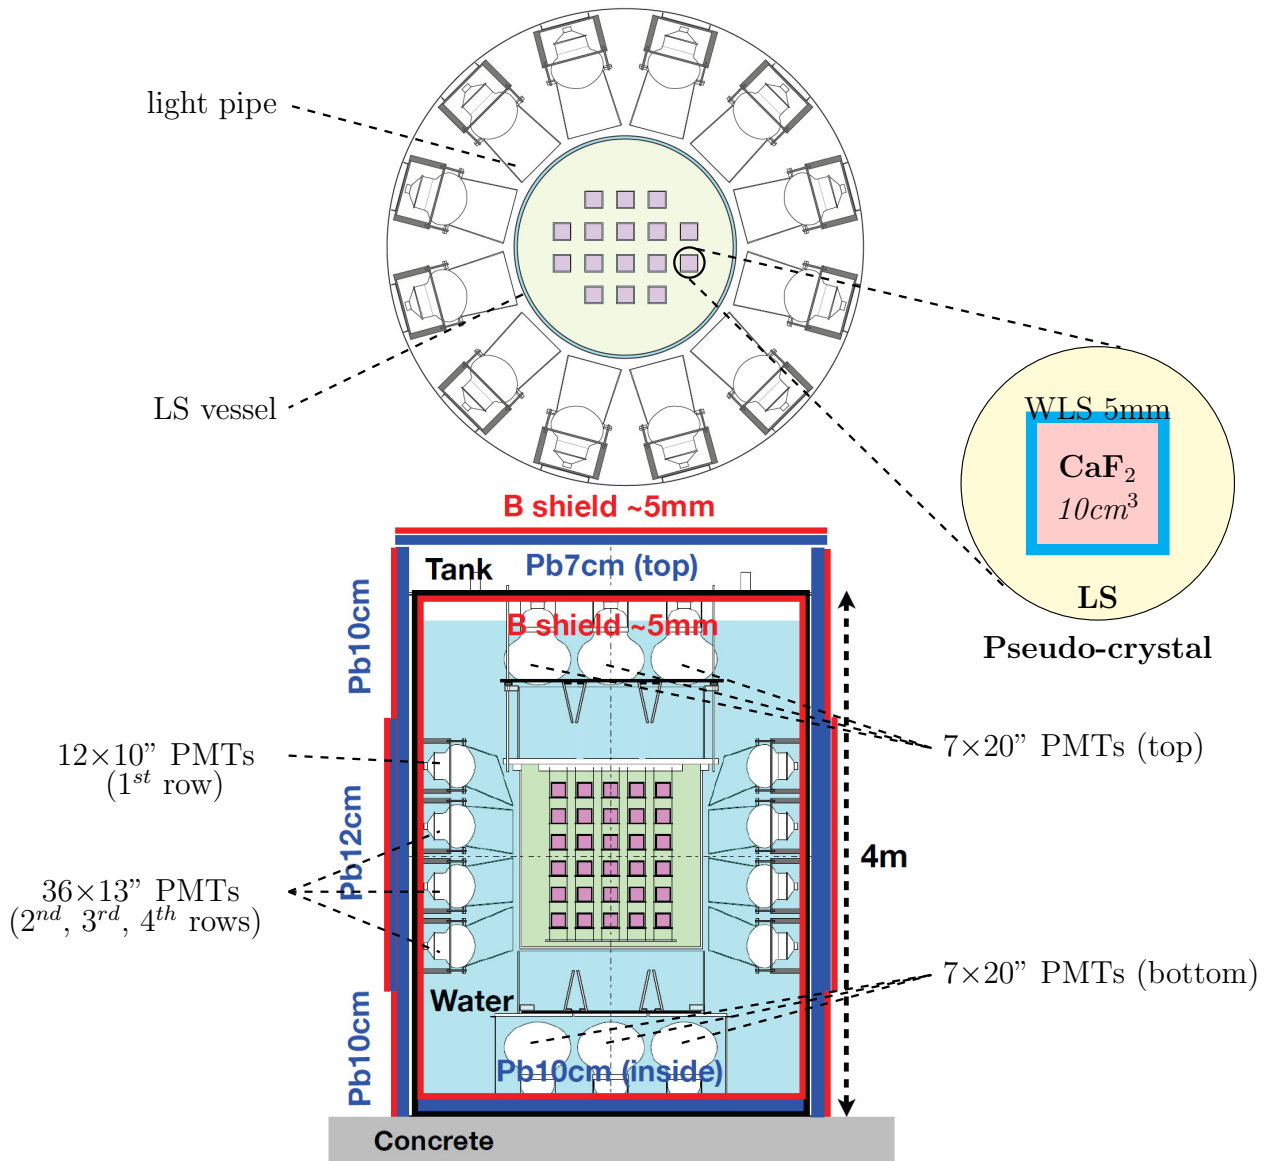 light pipe
LS vessel
WLS 5mm
CaF₂
10cm³
LS
Pseudo-crystal
B shield ~5mm
Tank
Pb7cm (top)
B shield ~5mm
Pb10cm
12×10” PMTs
(1ˢᵗ row)
7×20” PMTs (top)
Pb12cm
4m
36×13” PMTs
(2ⁿᵈ, 3ʳᵈ, 4ᵗʰ rows)
7×20” PMTs (bottom)
Water
Pb10cm
Pb10cm (inside)
Concrete